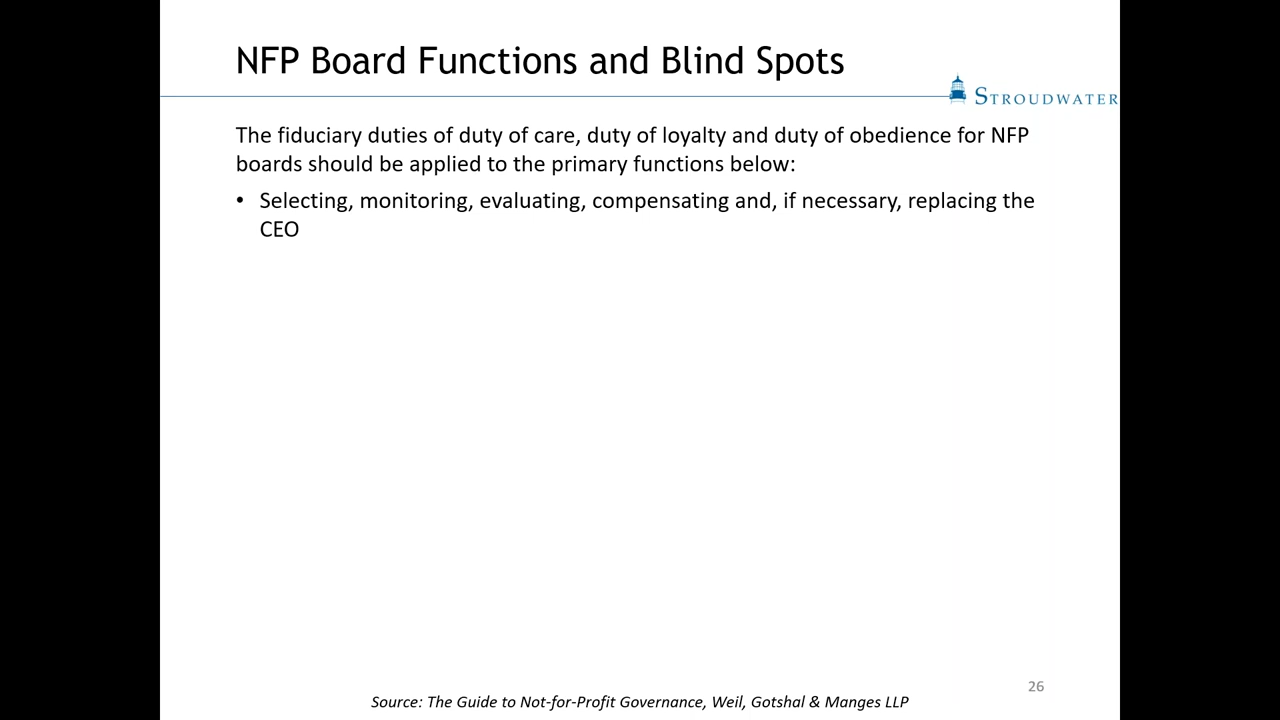 NFP Board Functions and Blind Spots
STROUDWATER
The fiduciary duties of duty of care, duty of loyalty and duty of obedience for NFP
boards should be applied to the primary functions below:
• Selecting, monitoring, evaluating, compensating and, if necessary, replacing the
CEO
26
Source: The Guide to Not-for-Profit Governance, Weil, Gotshal & Manges LLP